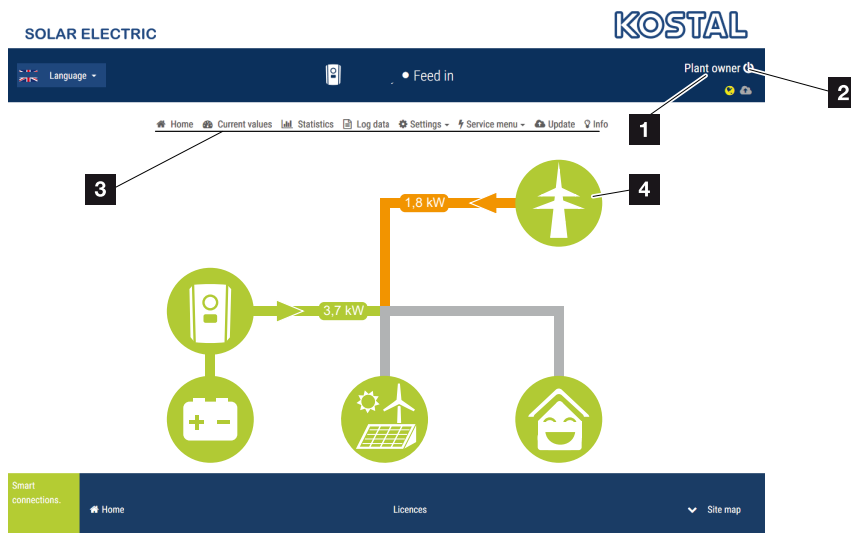 SOLAR ELECTRIC
KOSTAL
Language
Feed in
Plant owner
2
Home Current values Statistics Log data Settings Service menu Update Info
1
3
4
1,8 kW
3,7 kW
+ -
Smart
connections.
Home
Licences
Site map